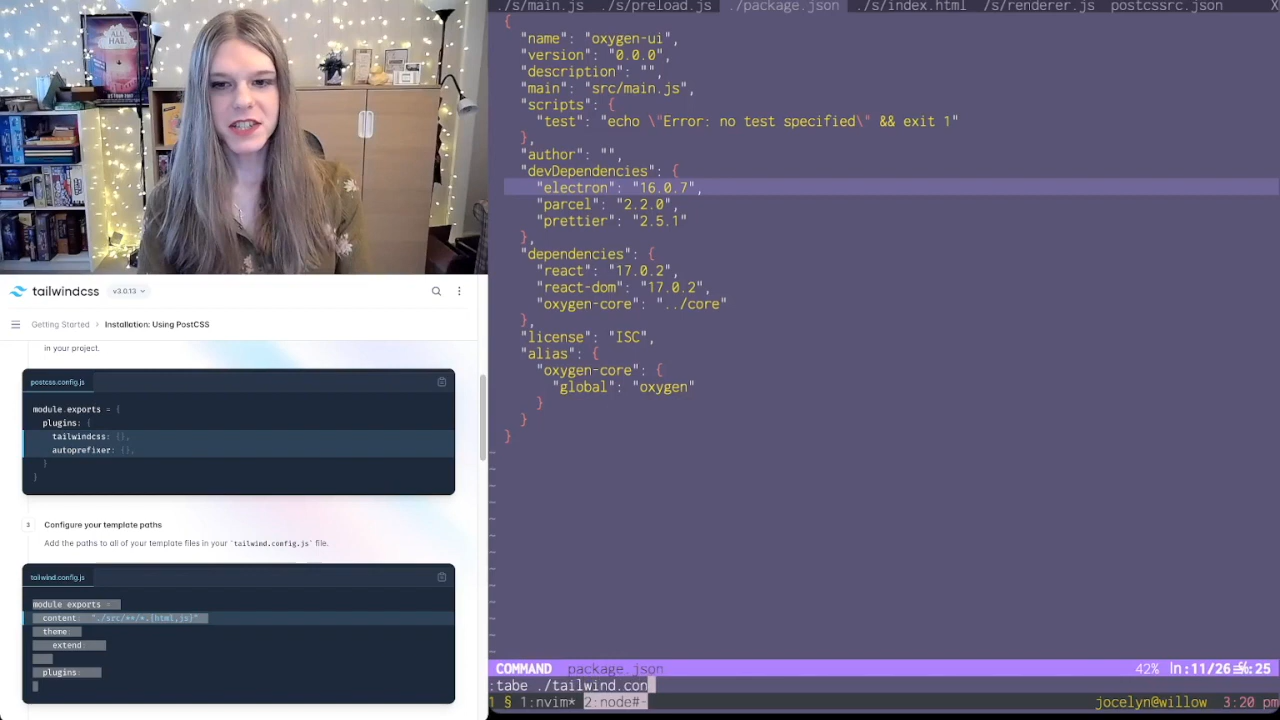 ALL
HAIL
tailwindcss
v3.0.13
Getting Started
Installation: Using PostCSS
in your project.
postcss.config.js
module.exports = {
plugins: {
tailwindcss: {},
autoprefixer: {},
}
}
3
Configure your template paths
Add the paths to all of your template files in your `tailwind.config.js` file.
tailwind.config.js
module.exports =
content: "./src/**/*.{html,js}"
theme:
extend:
plugins:
./s/main.js ./s/preload.js ./package.json ./s/index.html /s/renderer.js postcssrc.json X
{
"name": "oxygen-ui",
"version": "0.0.0",
"description": "",
"main": "src/main.js",
"scripts": {
"test": "echo \"Error: no test specified\" && exit 1"
},
"author": "",
"devDependencies": {
"electron": "16.0.7",
"parcel": "2.2.0",
"prettier": "2.5.1"
},
"dependencies": {
"react": "17.0.2",
"react-dom": "17.0.2",
"oxygen-core": "../core"
},
"license": "ISC",
"alias": {
"oxygen-core": {
"global": "oxygen"
}
}
}
~
~
~
~
~
~
~
~
~
~
~
~
~
COMMAND package.json 42% ln:11/26 :25
:tabe ./tailwind.con
1 § 1:nvim* 2:node#- jocelyn@willow 3:20 pm